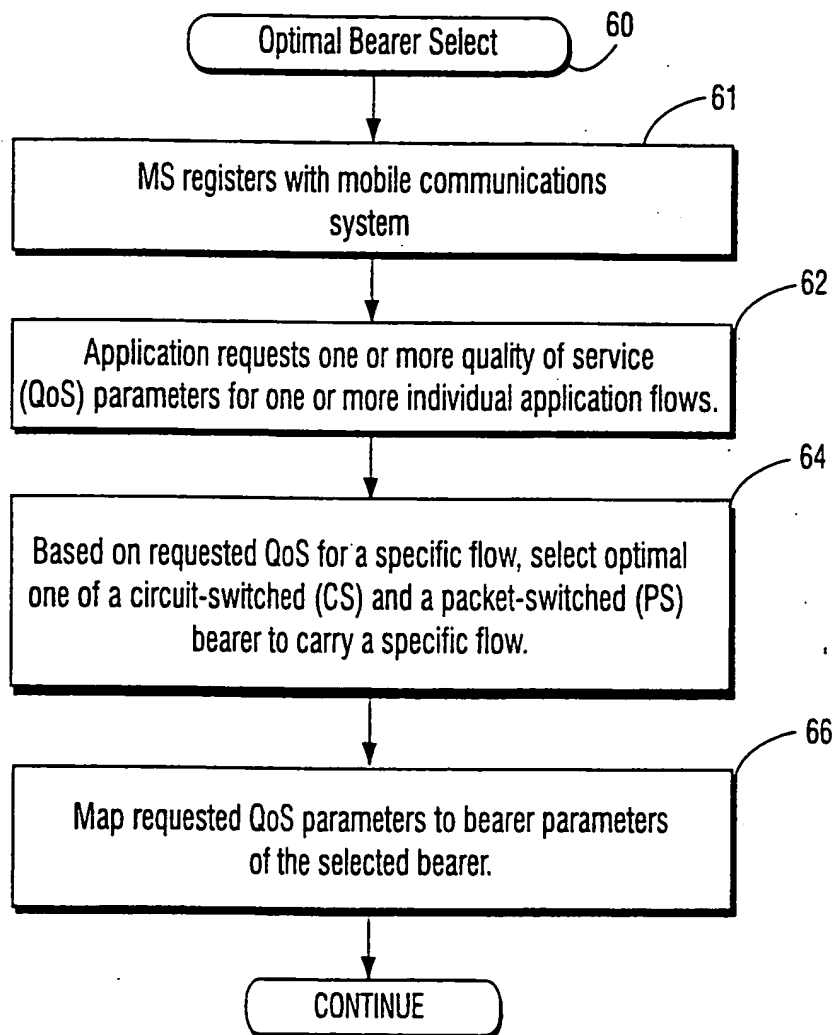 Optimal Bearer Select
60
61
MS registers with mobile communications
system
62
Application requests one or more quality of service
(QoS) parameters for one or more individual application flows.
64
Based on requested QoS for a specific flow, select optimal
one of a circuit-switched (CS) and a packet-switched (PS)
bearer to carry a specific flow.
66
Map requested QoS parameters to bearer parameters
of the selected bearer.
CONTINUE